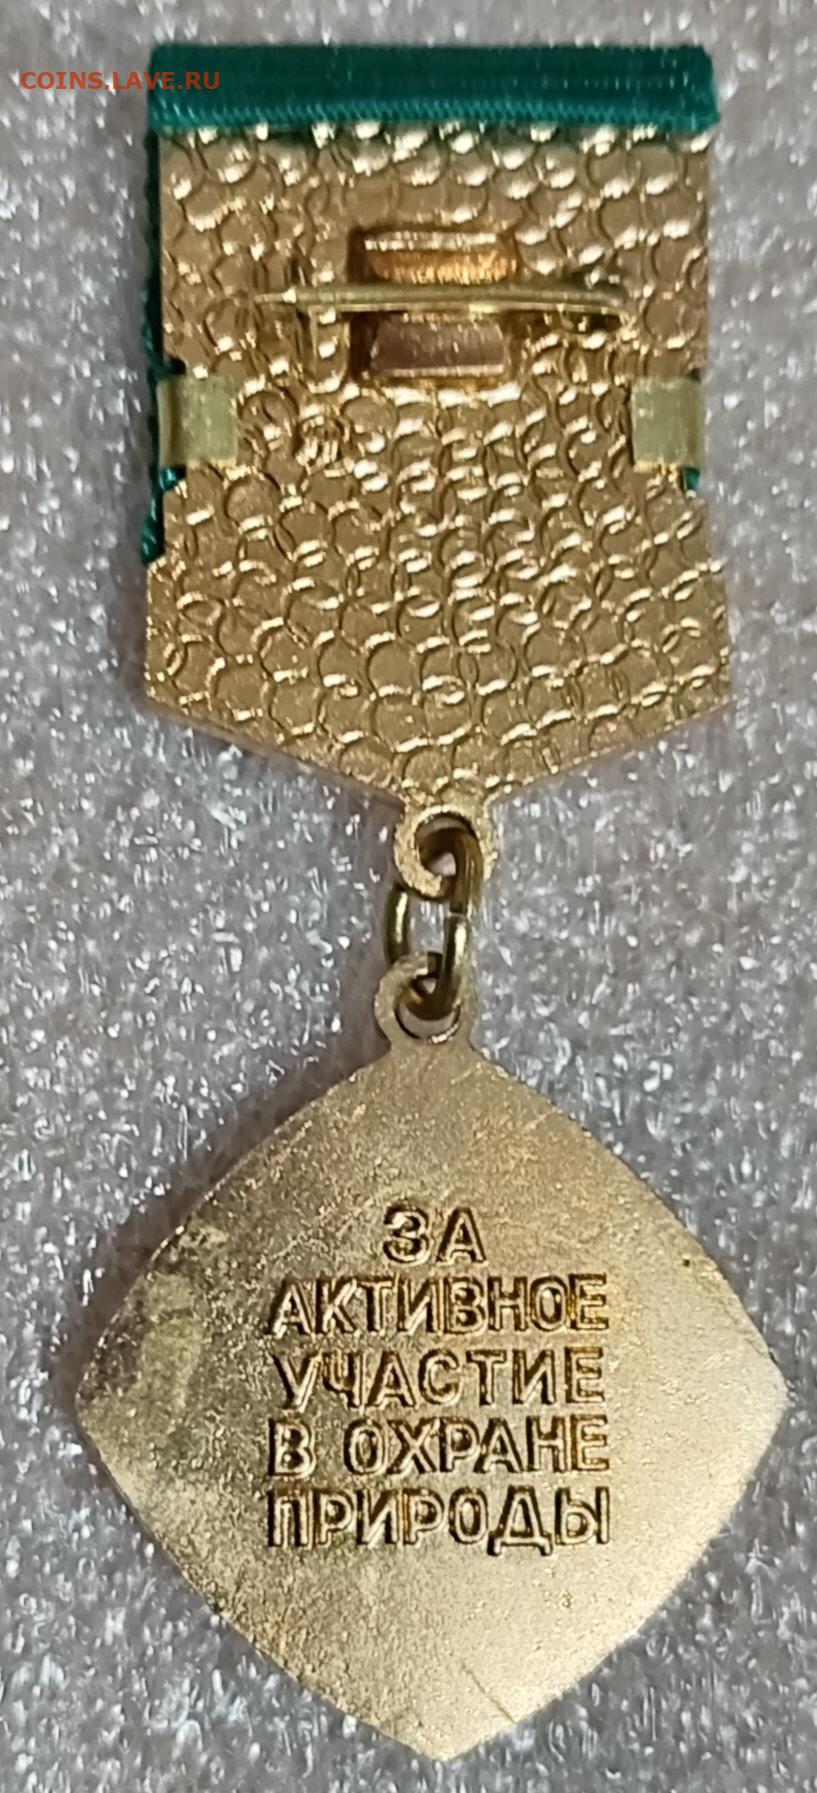 COINS.LAVE.RU
ЗА
АКТИВНОЕ
УЧАСТИЕ
В ОХРАНЕ
ПРИРОДЫ